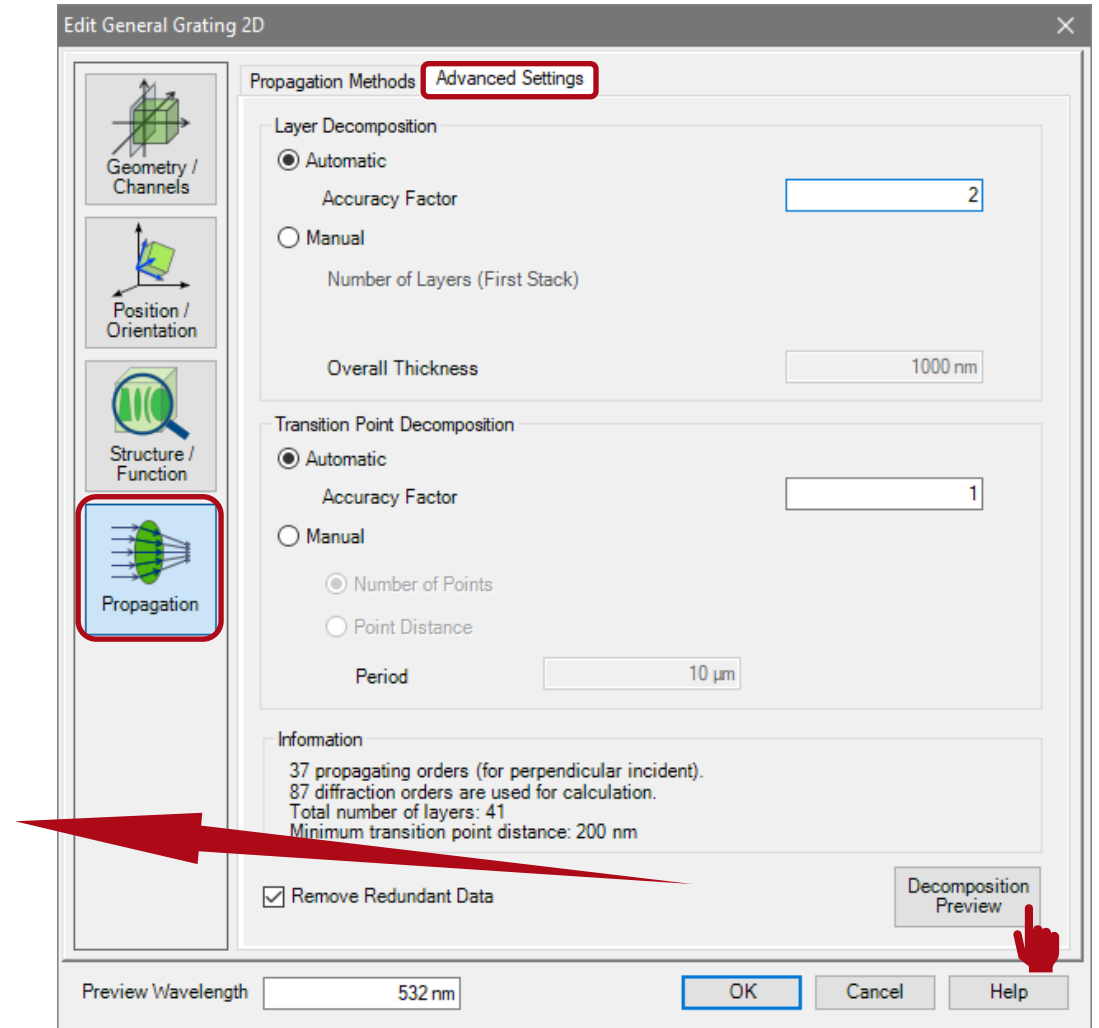 Edit General Grating 2D
Geometry /
Channels
Position /
Orientation
Structure /
Function
Propagation
Propagation Methods
Advanced Settings
Layer Decomposition
Automatic
Accuracy Factor
2
Manual
Number of Layers (First Stack)
Overall Thickness
1000 nm
Transition Point Decomposition
Automatic
Accuracy Factor
1
Manual
Number of Points
Point Distance
Period
10 µm
Information
37 propagating orders (for perpendicular incident).
87 diffraction orders are used for calculation.
Total number of layers: 41
Minimum transition point distance: 200 nm
Remove Redundant Data
Decomposition
Preview
Preview Wavelength
532 nm
OK
Cancel
Help